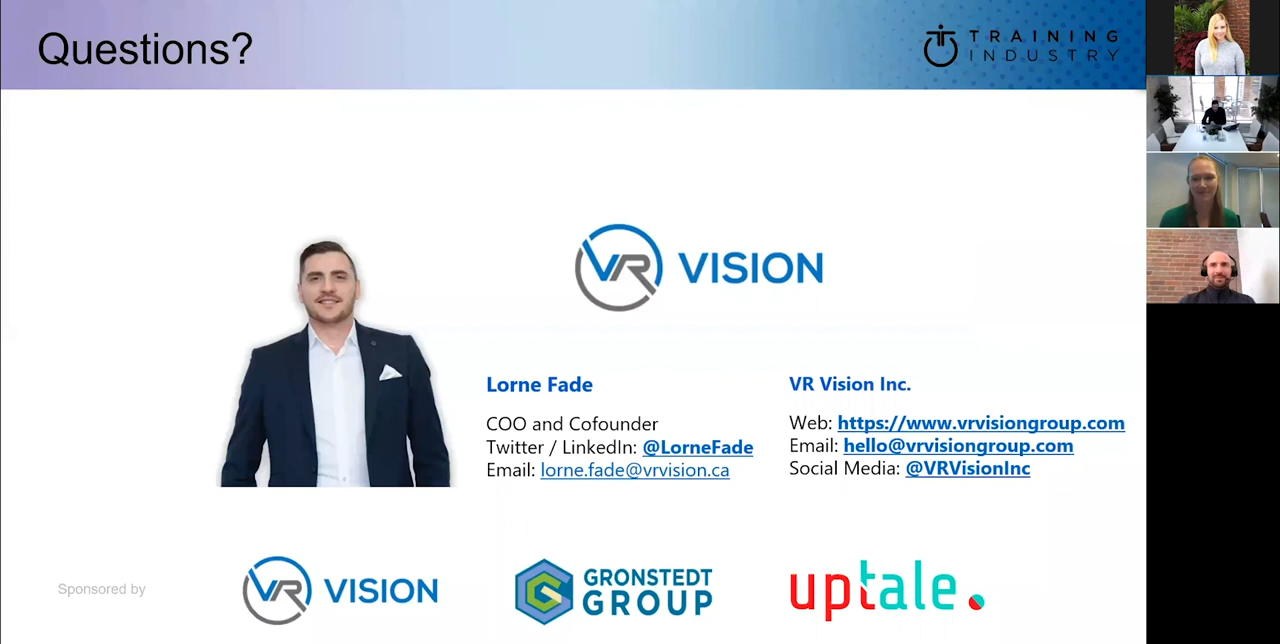 Questions?
TRAINING
INDUSTRY
VR VISION
Lorne Fade
COO and Cofounder
Twitter / LinkedIn: @LorneFade
Email: lorne.fade@vrvision.ca
VR Vision Inc.
Web: https://www.vrvisiongroup.com
Email: hello@vrvisiongroup.com
Social Media: @VRVisionInc
Sponsored by
VR VISION
GRONSTEDT
GROUP
uptale